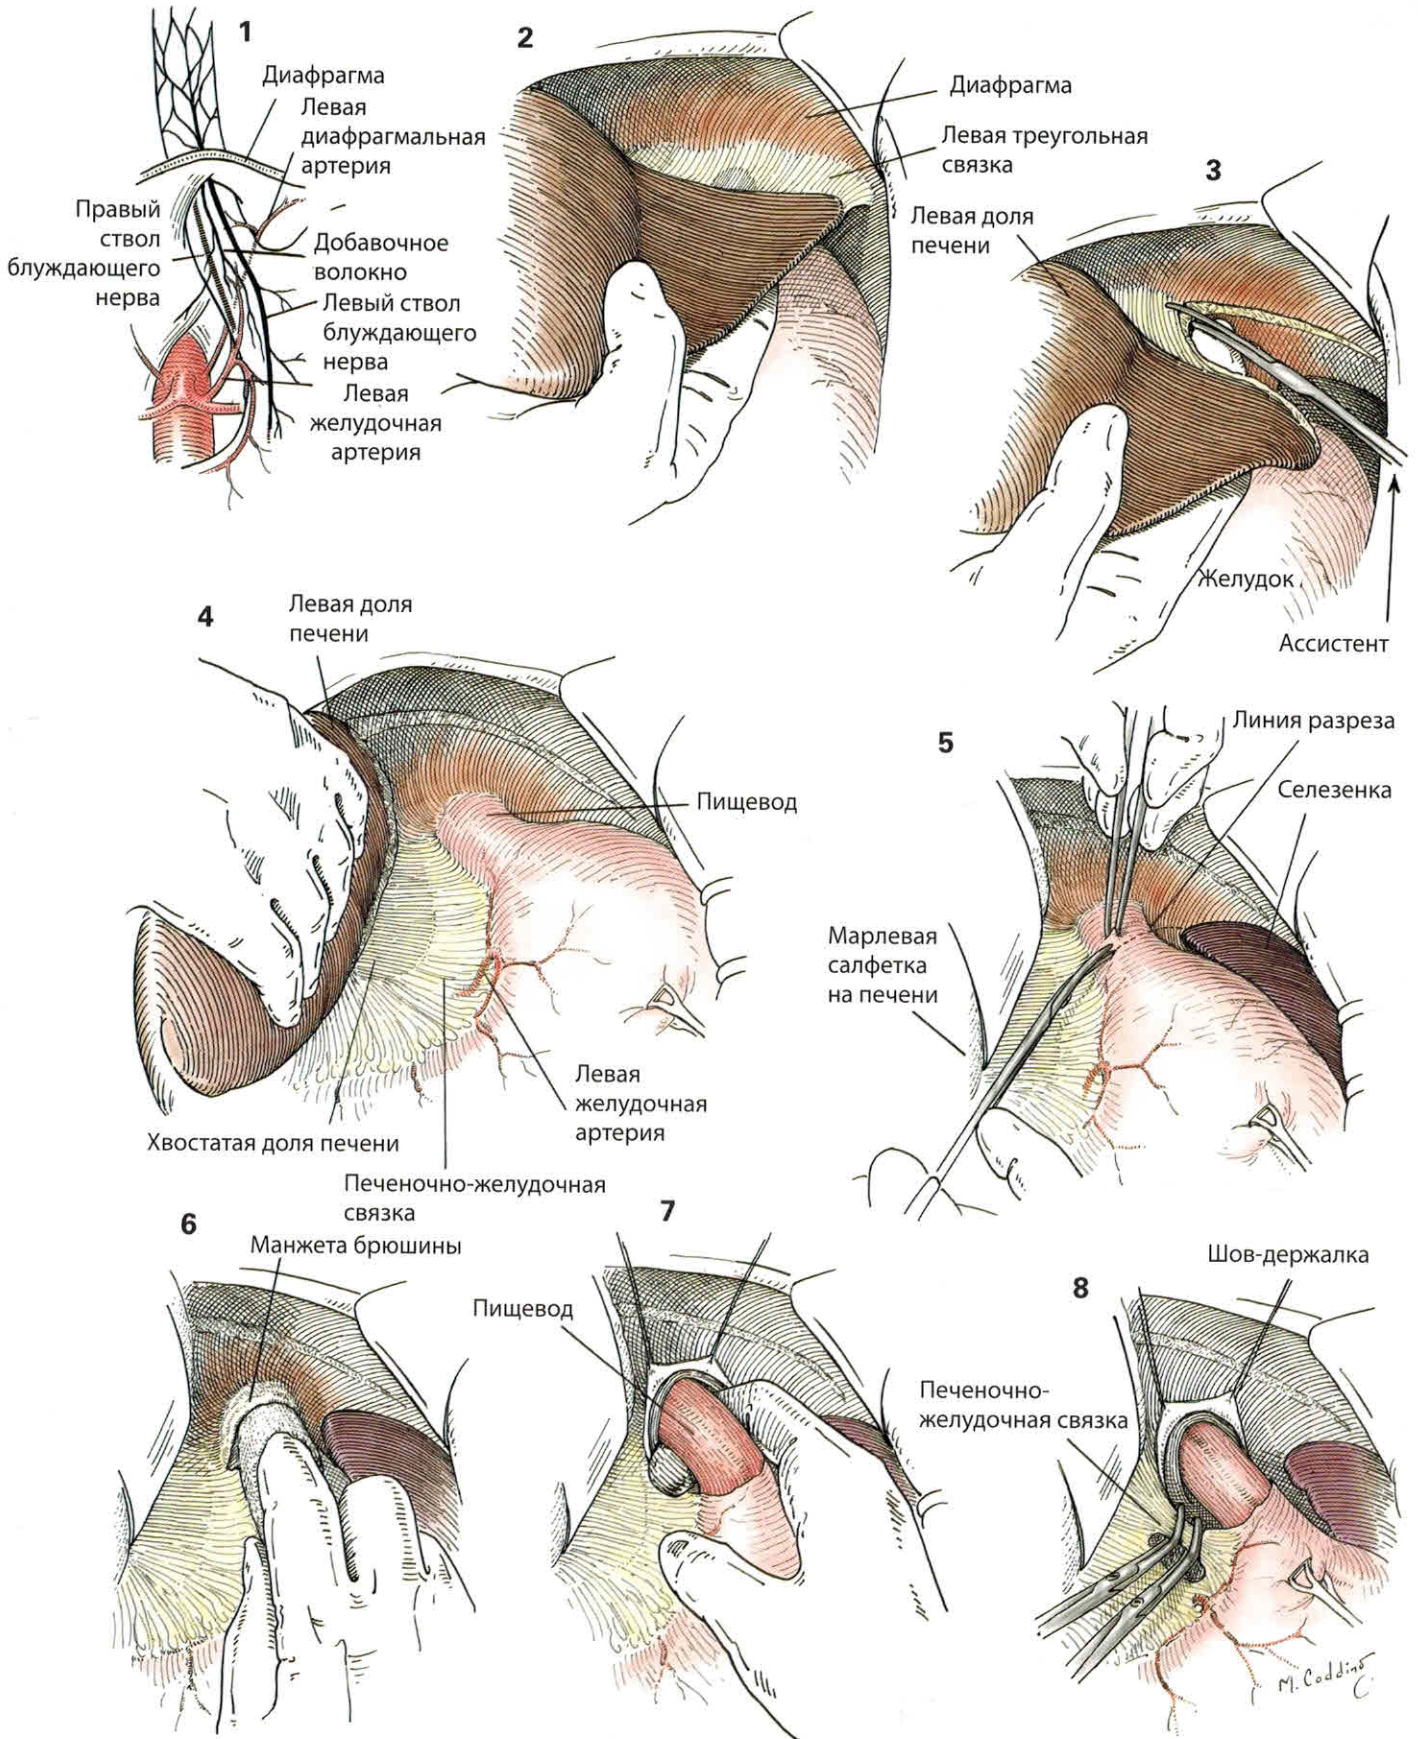 1
Диафрагма
Левая
диафрагмальная
артерия
Правый
ствол
блуждающего
нерва
Добавочное
волокно
Левый ствол
блуждающего
нерва
Левая
желудочная
артерия
2
Диафрагма
Левая треугольная
связка
3
Левая доля
печени
Желудок
Ассистент
4
Левая доля
печени
Пищевод
Левая
желудочная
артерия
Хвостатая доля печени
Печеночно-желудочная
связка
5
Линия разреза
Селезенка
Марлевая
салфетка
на печени
6
Манжета брюшины
7
Пищевод
8
Шов-держалка
Печеночно-
желудочная связка
M. Codding